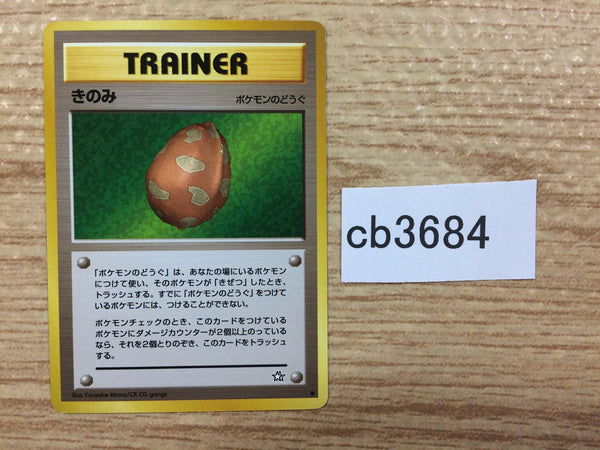 TRAINER
きのみ
ポケモンのどうぐ
「ポケモンのどうぐ」は、あなたの場にいるポケモン
につけて使い、そのポケモンが「きぜつ」したとき、
トラッシュする。すでに「ポケモンのどうぐ」をつけて
いるポケモンには、つけることができない。
ポケモンチェックのとき、このカードをつけている
ポケモンにダメージカウンターが2個以上のっている
なら、それを2個とりのぞき、このカードをトラッシュ
する。
Illus.Yousuke Hirata/CR CG gangs
cb3684